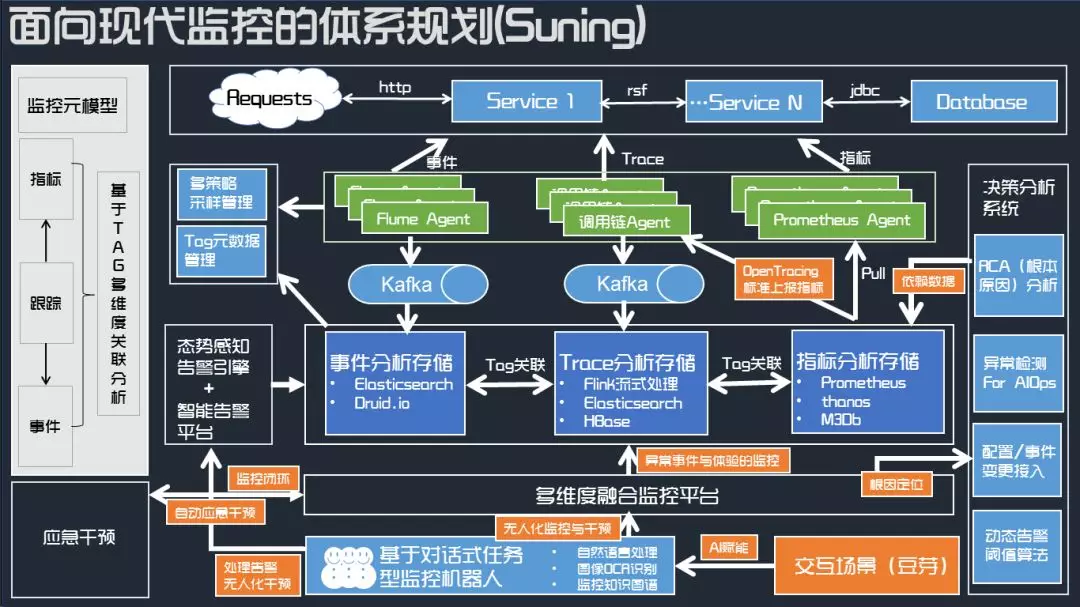 面向现代监控的体系规划(Suning)
监控元模型
指标
跟踪
事件
基于TAG多维度关联分析
应急干预
Requests
http
Service 1
rsf
…Service N
jdbc
Database
事件
Trace
指标
多策略
采样管理
Tag元数据
管理
Flume Agent
调用链Agent
调用链Agent
Prometheus Agent
Kafka
Kafka
OpenTracing
标准上报指标
Pull
依赖数据
态势感知
告警引擎
+
智能告警
平台
事件分析存储
• Elasticsearch
• Druid.io
Tag关联
Trace分析存储
• Flink流式处理
• Elasticsearch
• HBase
Tag关联
指标分析存储
• Prometheus
• thanos
• M3Db
决策分析
系统
RCA（根本
原因）分析
异常检测
For AIOps
配置/事件
变更接入
动态告警
阈值算法
监控闭环
自动应急干预
异常事件与体验的监控
根因定位
多维度融合监控平台
无人化监控与干预
处理告警
无人化干预
基于对话式任务
型监控机器人
• 自然语言处理
• 图像OCR识别
• 监控知识图谱
AI赋能
交互场景（豆芽）